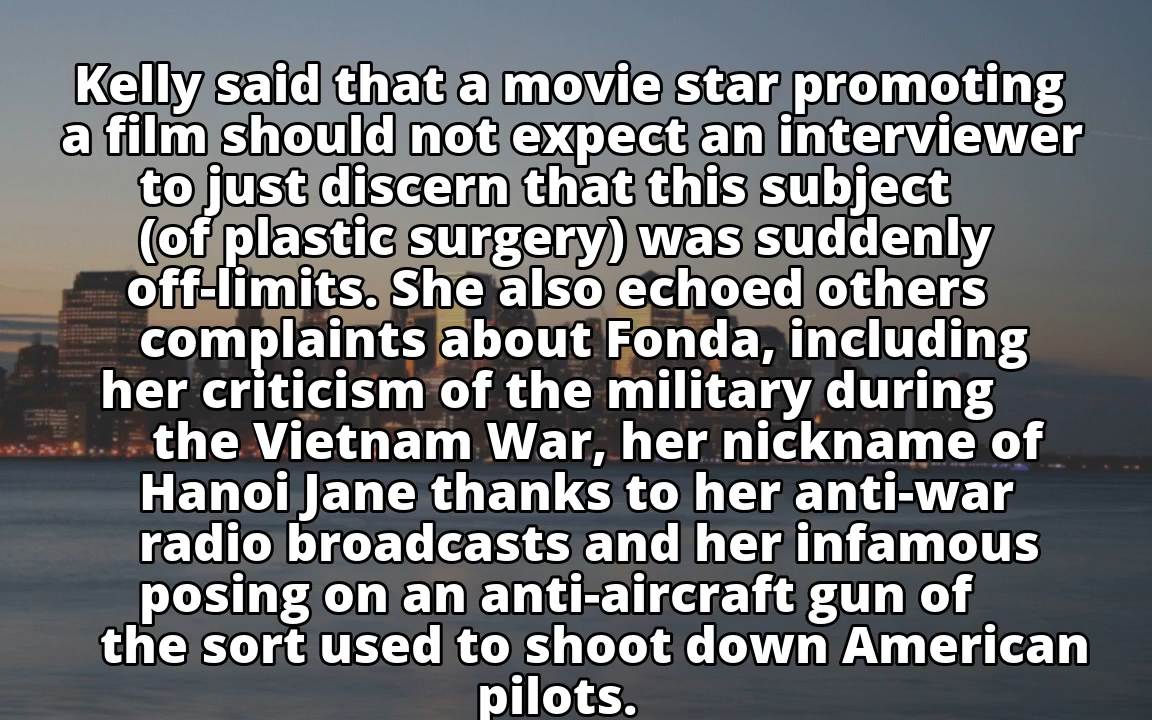 Kelly said that a movie star promoting
a film should not expect an interviewer
to just discern that this subject
(of plastic surgery) was suddenly
off-limits. She also echoed others
complaints about Fonda, including
her criticism of the military during
the Vietnam War, her nickname of
Hanoi Jane thanks to her anti-war
radio broadcasts and her infamous
posing on an anti-aircraft gun of
the sort used to shoot down American
pilots.